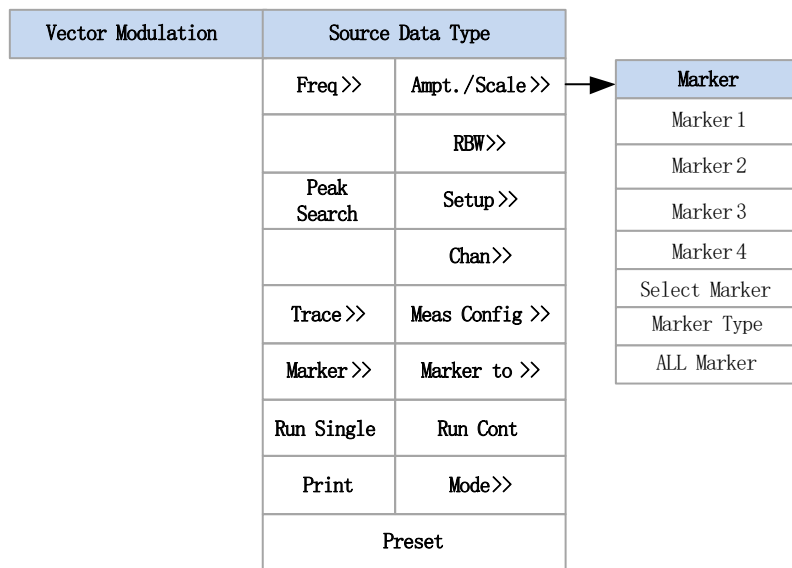 Vector Modulation
Source Data Type
Freq>>
Ampt./Scale>>
RBW>>
Peak
Search
Setup>>
Chan>>
Trace>>
Meas Config >>
Marker>>
Marker to >>
Run Single
Run Cont
Print
Mode>>
Preset
Marker
Marker 1
Marker 2
Marker 3
Marker 4
Select Marker
Marker Type
ALL Marker